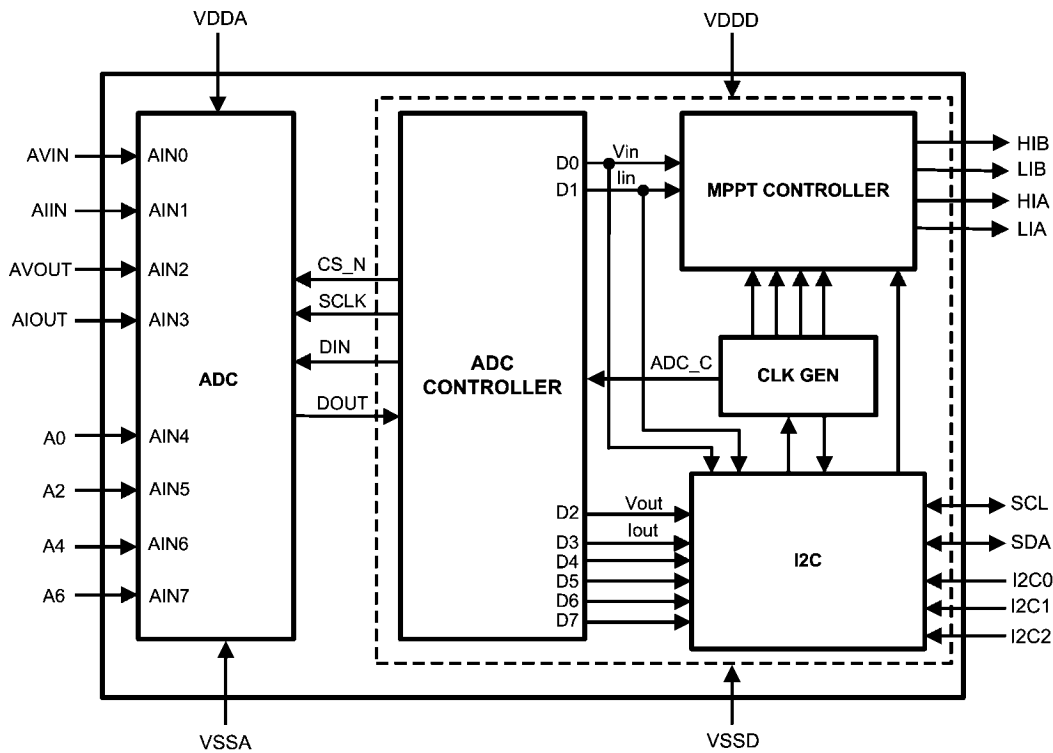 VDDA
VDDD
AVIN
AIIN
AVOUT
AIOUT
A0
A2
A4
A6
AIN0
AIN1
AIN2
AIN3
ADC
AIN4
AIN5
AIN6
AIN7
CS_N
SCLK
DIN
DOUT
ADC
CONTROLLER
D0
D1
D2
D3
D4
D5
D6
D7
Vin
Iin
MPPT CONTROLLER
ADC_C
CLK GEN
Vout
Iout
I2C
HIB
LIB
HIA
LIA
SCL
SDA
I2C0
I2C1
I2C2
VSSA
VSSD